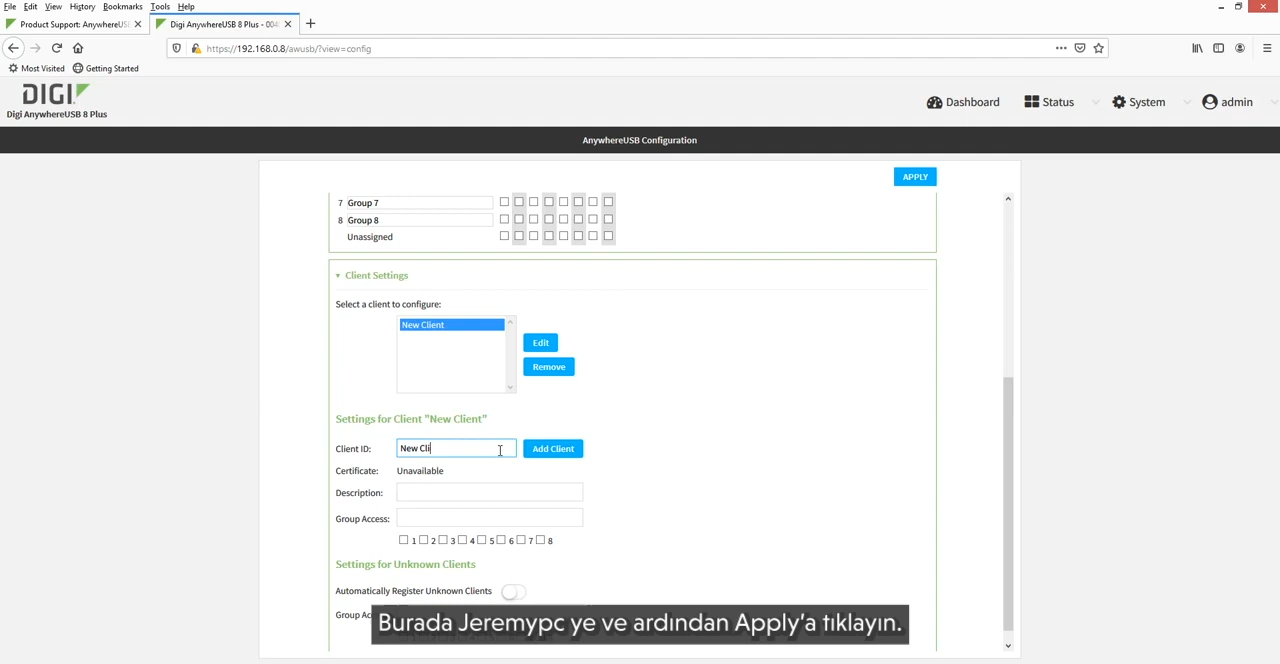 File Edit View History Bookmarks Tools Help
Product Support: AnywhereUSB
Digi AnywhereUSB 8 Plus - 004
https://192.168.0.8/awusb/?view=config
Most Visited Getting Started
DIGI
Digi AnywhereUSB 8 Plus
Dashboard Status System admin
AnywhereUSB Configuration
APPLY
7 Group 7
8 Group 8
Unassigned
Client Settings
Select a client to configure:
New Client
Edit
Remove
Settings for Client "New Client"
Client ID: New Cli Add Client
Certificate: Unavailable
Description:
Group Access:
1 2 3 4 5 6 7 8
Settings for Unknown Clients
Automatically Register Unknown Clients
Group Ac
Burada Jeremypc ye ve ardından Apply'a tıklayın.